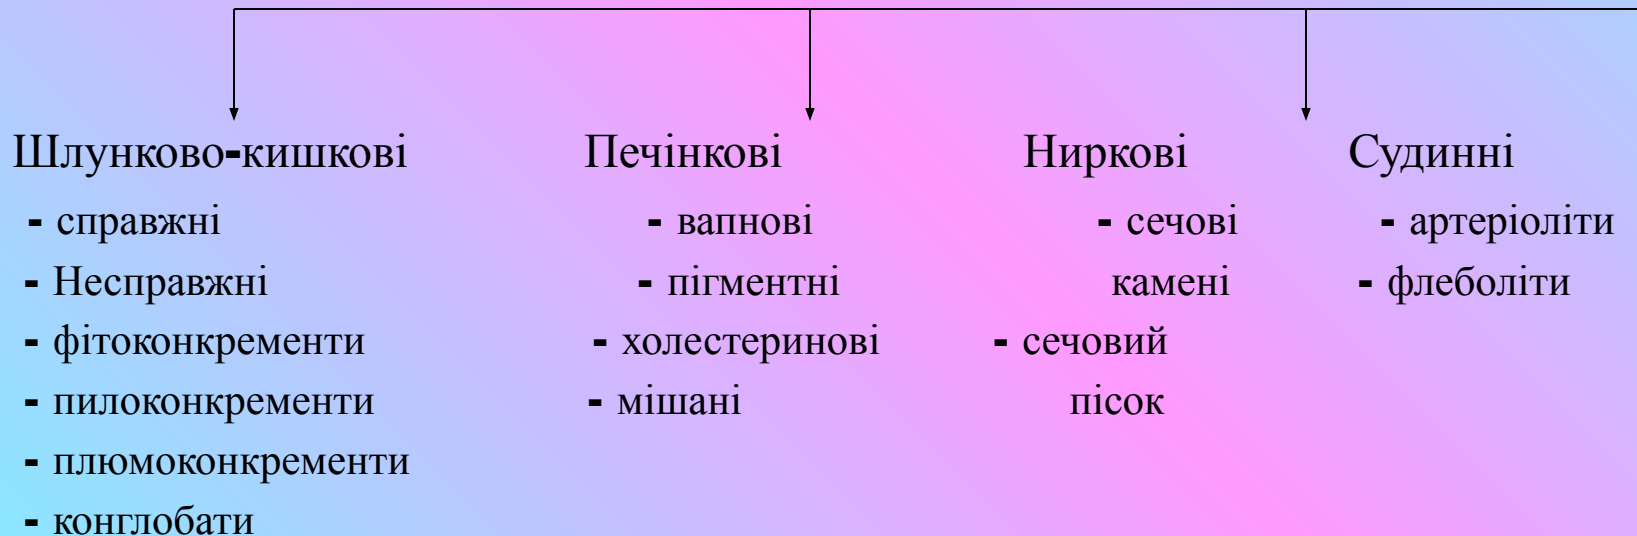 Шлунково-кишкові Печінкові Ниркові Судинні
- справжні - вапнові - сечові - артеріоліти
- Несправжні - пігментні камені - флеболіти
- фітоконкременти - холестеринові - сечовий
- пилоконкременти - мішані пісок
- плюмоконкременти
- конглобати